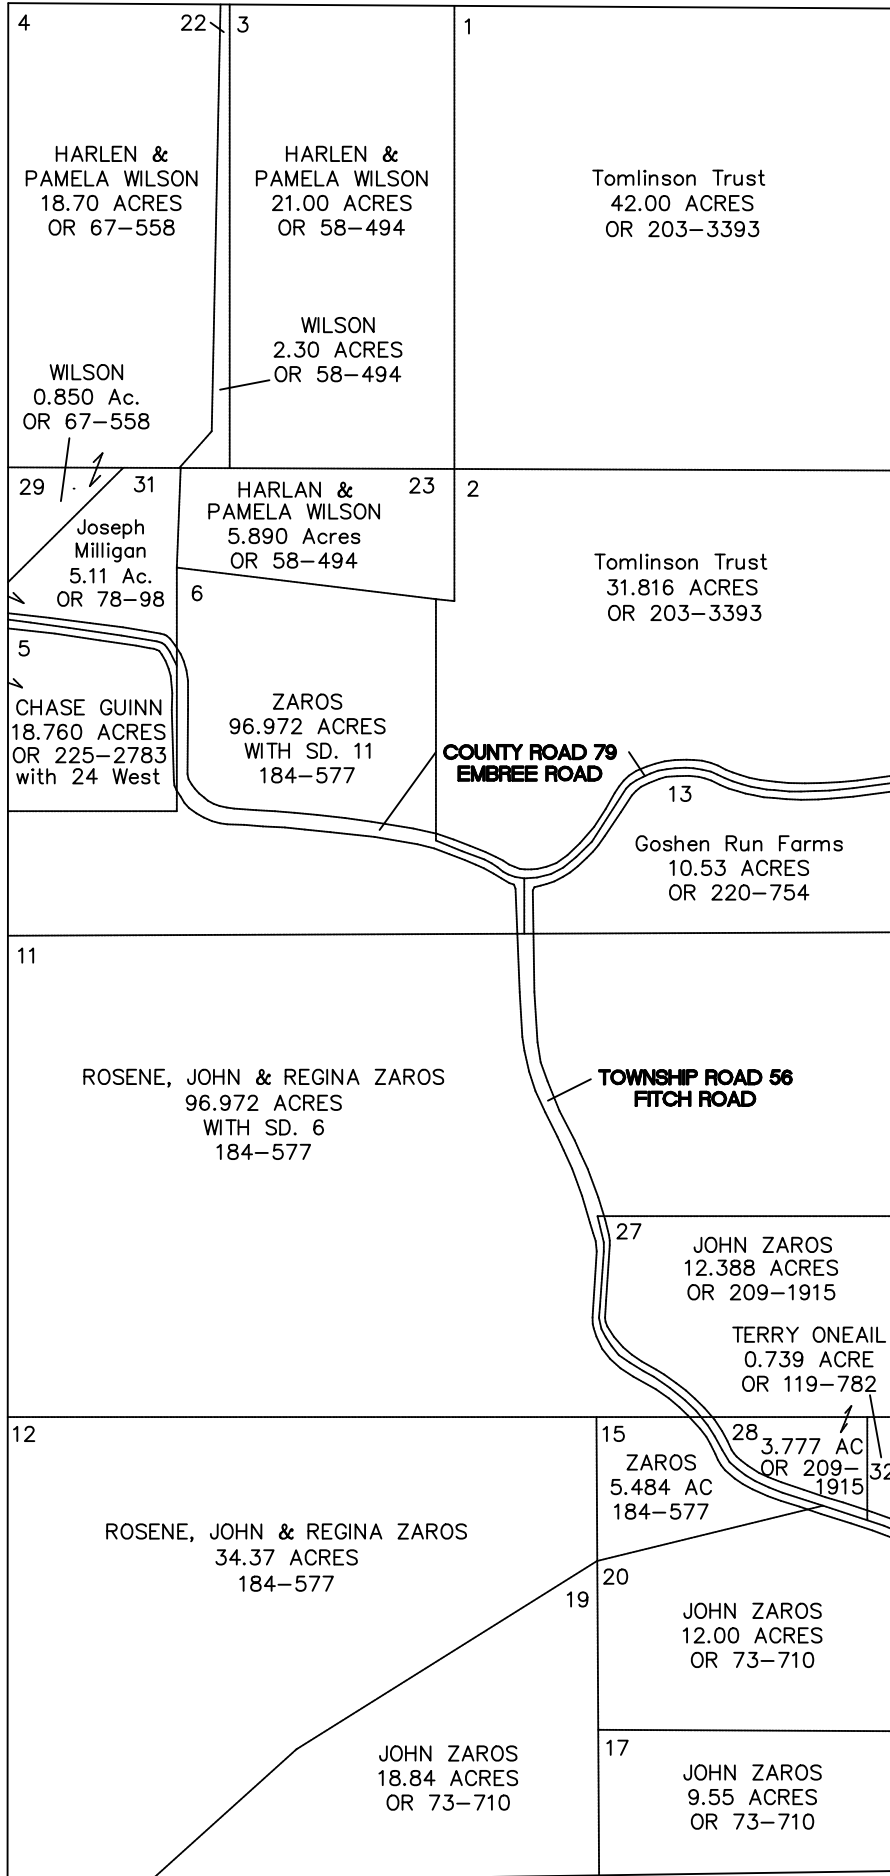 4
22
3
1
HARLEN &
PAMELA WILSON
18.70 ACRES
OR 67-558
HARLEN &
PAMELA WILSON
21.00 ACRES
OR 58-494
Tomlinson Trust
42.00 ACRES
OR 203-3393
WILSON
2.30 ACRES
OR 58-494
WILSON
0.850 Ac.
OR 67-558
29
31
Joseph
Milligan
5.11 Ac.
OR 78-98
HARLAN &
PAMELA WILSON
5.890 Acres
OR 58-494
23
2
Tomlinson Trust
31.816 ACRES
OR 203-3393
6
5
CHASE GUINN
18.760 ACRES
OR 225-2783
with 24 West
ZAROS
96.972 ACRES
WITH SD. 11
184-577
COUNTY ROAD 79
EMBREE ROAD
13
Goshen Run Farms
10.53 ACRES
OR 220-754
11
ROSENE, JOHN & REGINA ZAROS
96.972 ACRES
WITH SD. 6
184-577
TOWNSHIP ROAD 56
FITCH ROAD
27
JOHN ZAROS
12.388 ACRES
OR 209-1915
TERRY ONEAIL
0.739 ACRE
OR 119-782
12
15
ZAROS
5.484 AC
184-577
28
3.777 AC
OR 209-
1915
32
ROSENE, JOHN & REGINA ZAROS
34.37 ACRES
184-577
19
20
JOHN ZAROS
12.00 ACRES
OR 73-710
JOHN ZAROS
18.84 ACRES
OR 73-710
17
JOHN ZAROS
9.55 ACRES
OR 73-710